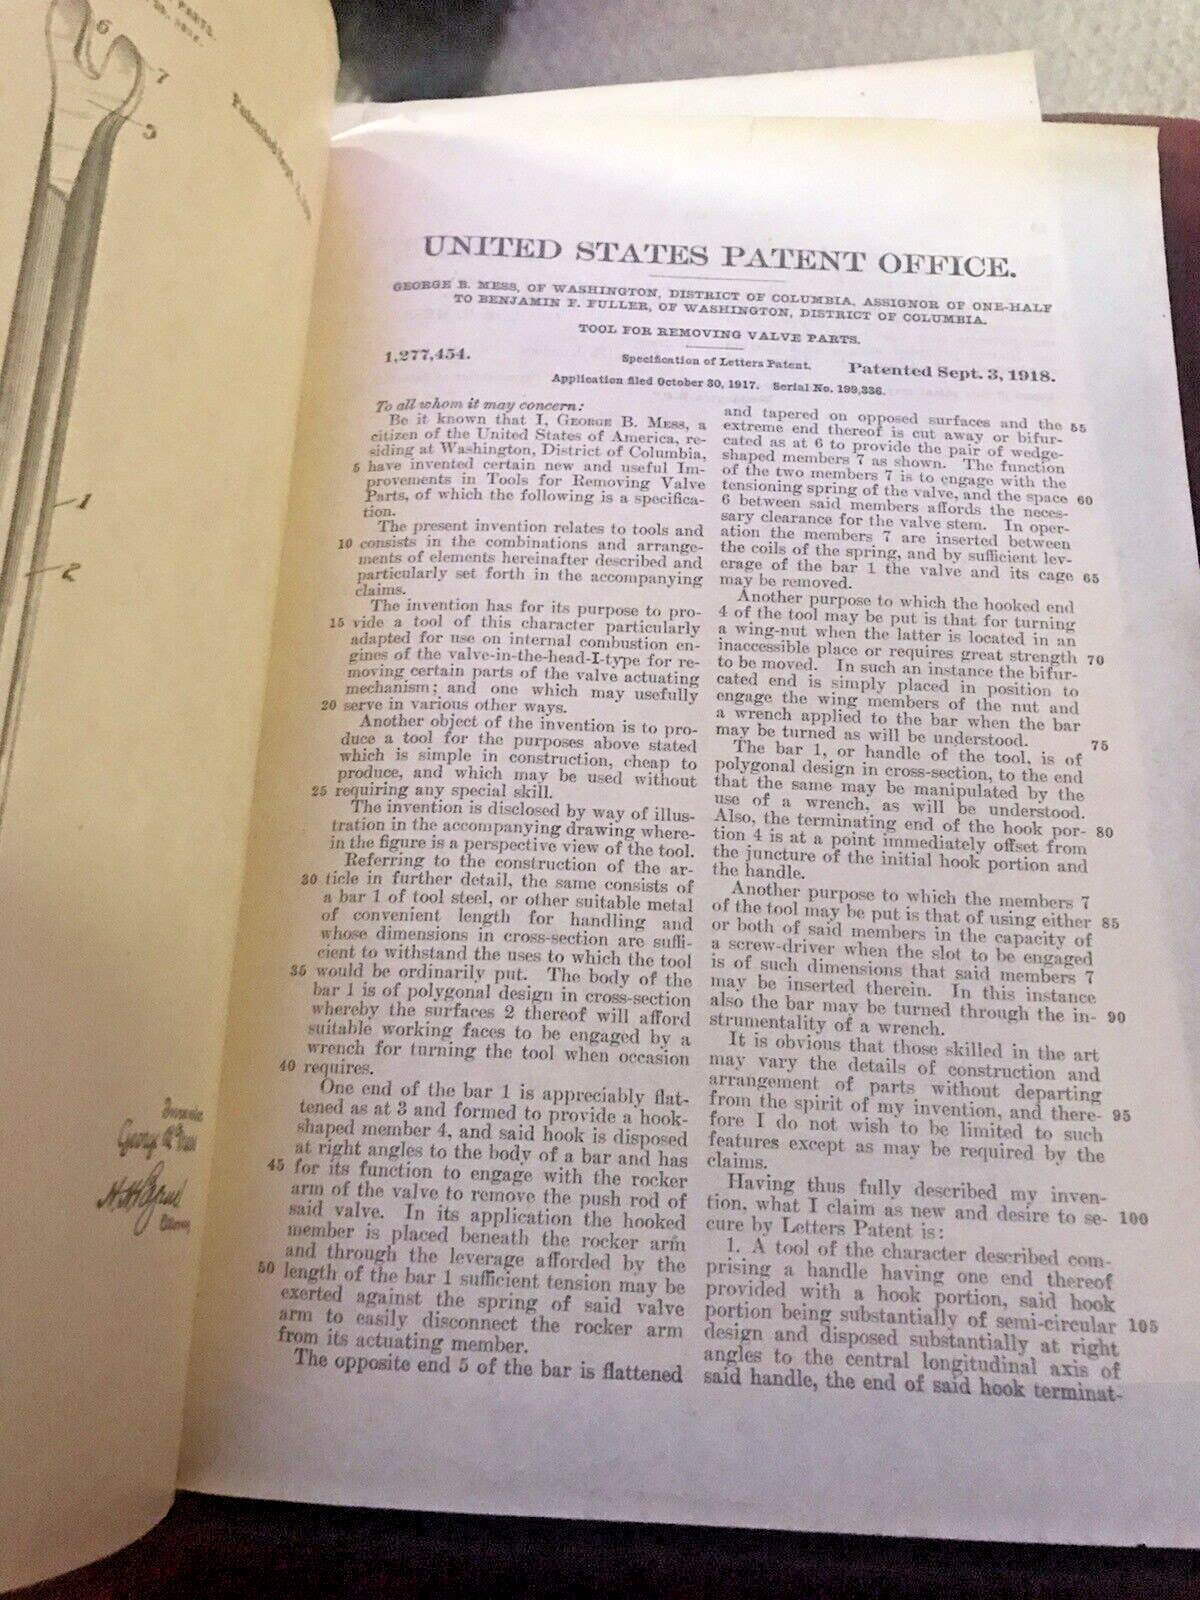 6
7
5
1
2
Patented Sept. 3, 1918.
Inventor
Attorney
UNITED STATES PATENT OFFICE.
GEORGE B. MESS, OF WASHINGTON, DISTRICT OF COLUMBIA, ASSIGNOR OF ONE-HALF
TO BENJAMIN F. FULLER, OF WASHINGTON, DISTRICT OF COLUMBIA.
TOOL FOR REMOVING VALVE PARTS.
1,277,454. Specification of Letters Patent. Patented Sept. 3, 1918.
Application filed October 30, 1917. Serial No. 199,336.
To all whom it may concern:
Be it known that I, GEORGE B. MESS, a
citizen of the United States of America, re-
siding at Washington, District of Columbia,
5 have invented certain new and useful Im-
provements in Tools for Removing Valve
Parts, of which the following is a specifica-
tion.
The present invention relates to tools and
10 consists in the combinations and arrange-
ments of elements hereinafter described and
particularly set forth in the accompanying
claims.
The invention has for its purpose to pro-
15 vide a tool of this character particularly
adapted for use on internal combustion en-
gines of the valve-in-the-head-I-type for re-
moving certain parts of the valve actuating
mechanism; and one which may usefully
20 serve in various other ways.
Another object of the invention is to pro-
duce a tool for the purposes above stated
which is simple in construction, cheap to
produce, and which may be used without
25 requiring any special skill.
The invention is disclosed by way of illus-
tration in the accompanying drawing where-
in the figure is a perspective view of the tool.
Referring to the construction of the ar-
30 ticle in further detail, the same consists of
a bar 1 of tool steel, or other suitable metal
of convenient length for handling and
whose dimensions in cross-section are suffi-
cient to withstand the uses to which the tool
35 would be ordinarily put. The body of the
bar 1 is of polygonal design in cross-section
whereby the surfaces 2 thereof will afford
suitable working faces to be engaged by a
wrench for turning the tool when occasion
40 requires.
One end of the bar 1 is appreciably flat-
tened as at 3 and formed to provide a hook-
shaped member 4, and said hook is disposed
at right angles to the body of a bar and has
45 for its function to engage with the rocker
arm of the valve to remove the push rod of
said valve. In its application the hooked
member is placed beneath the rocker arm
and through the leverage afforded by the
50 length of the bar 1 sufficient tension may be
exerted against the spring of said valve
arm to easily disconnect the rocker arm
from its actuating member.
The opposite end 5 of the bar is flattened
and tapered on opposed surfaces and the 55
extreme end thereof is cut away or bifur-
cated as at 6 to provide the pair of wedge-
shaped members 7 as shown. The function
of the two members 7 is to engage with the
tensioning spring of the valve, and the space 60
6 between said members affords the neces-
sary clearance for the valve stem. In oper-
ation the members 7 are inserted between
the coils of the spring, and by sufficient lev-
erage of the bar 1 the valve and its cage 65
may be removed.
Another purpose to which the hooked end
4 of the tool may be put is that for turning
a wing-nut when the latter is located in an
inaccessible place or requires great strength 70
to be moved. In such an instance the bifur-
cated end is simply placed in position to
engage the wing members of the nut and
a wrench applied to the bar when the bar
may be turned as will be understood. 75
The bar 1, or handle of the tool, is of
polygonal design in cross-section, to the end
that the same may be manipulated by the
use of a wrench, as will be understood.
Also, the terminating end of the hook por- 80
tion 4 is at a point immediately offset from
the juncture of the initial hook portion and
the handle.
Another purpose to which the members 7
of the tool may be put is that of using either 85
or both of said members in the capacity of
a screw-driver when the slot to be engaged
is of such dimensions that said members 7
may be inserted therein. In this instance
also the bar may be turned through the in- 90
strumentality of a wrench.
It is obvious that those skilled in the art
may vary the details of construction and
arrangement of parts without departing
from the spirit of my invention, and there- 95
fore I do not wish to be limited to such
features except as may be required by the
claims.
Having thus fully described my inven-
tion, what I claim as new and desire to se- 100
cure by Letters Patent is:
1. A tool of the character described com-
prising a handle having one end thereof
provided with a hook portion, said hook
portion being substantially of semi-circular 105
design and disposed substantially at right
angles to the central longitudinal axis of
said handle, the end of said hook terminat-